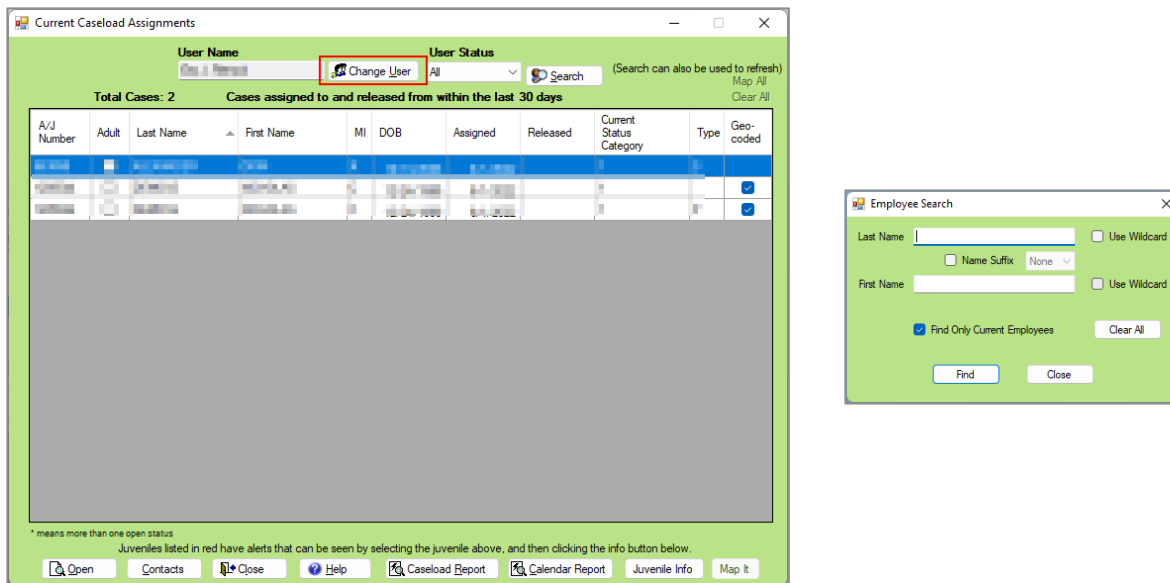 Current Caseload Assignments
User Name
User Status
Change User
All
Search
(Search can also be used to refresh)
Map All
Total Cases: 2
Cases assigned to and released from within the last 30 days
Clear All
A/J Number
Adult
Last Name
First Name
MI
DOB
Assigned
Released
Current Status Category
Type
Geo-coded
* means more than one open status
Juveniles listed in red have alerts that can be seen by selecting the juvenile above, and then clicking the info button below.
Open
Contacts
Close
Help
Caseload Report
Calendar Report
Juvenile Info
Map It
Employee Search
Last Name
Use Wildcard
Name Suffix
None
First Name
Use Wildcard
Find Only Current Employees
Clear All
Find
Close